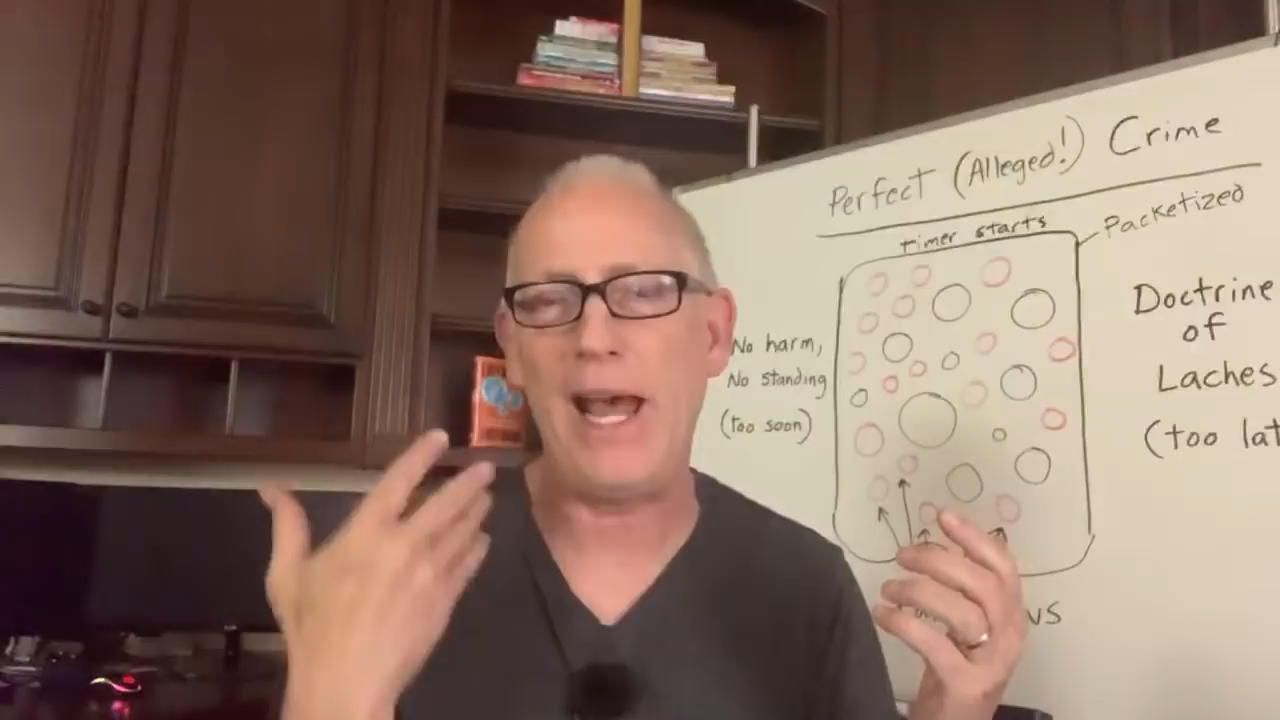 Perfect (Alleged!) Crime
timer starts
Packetized
No harm,
No standing
(too soon)
Doctrine
of
Laches
(too lat